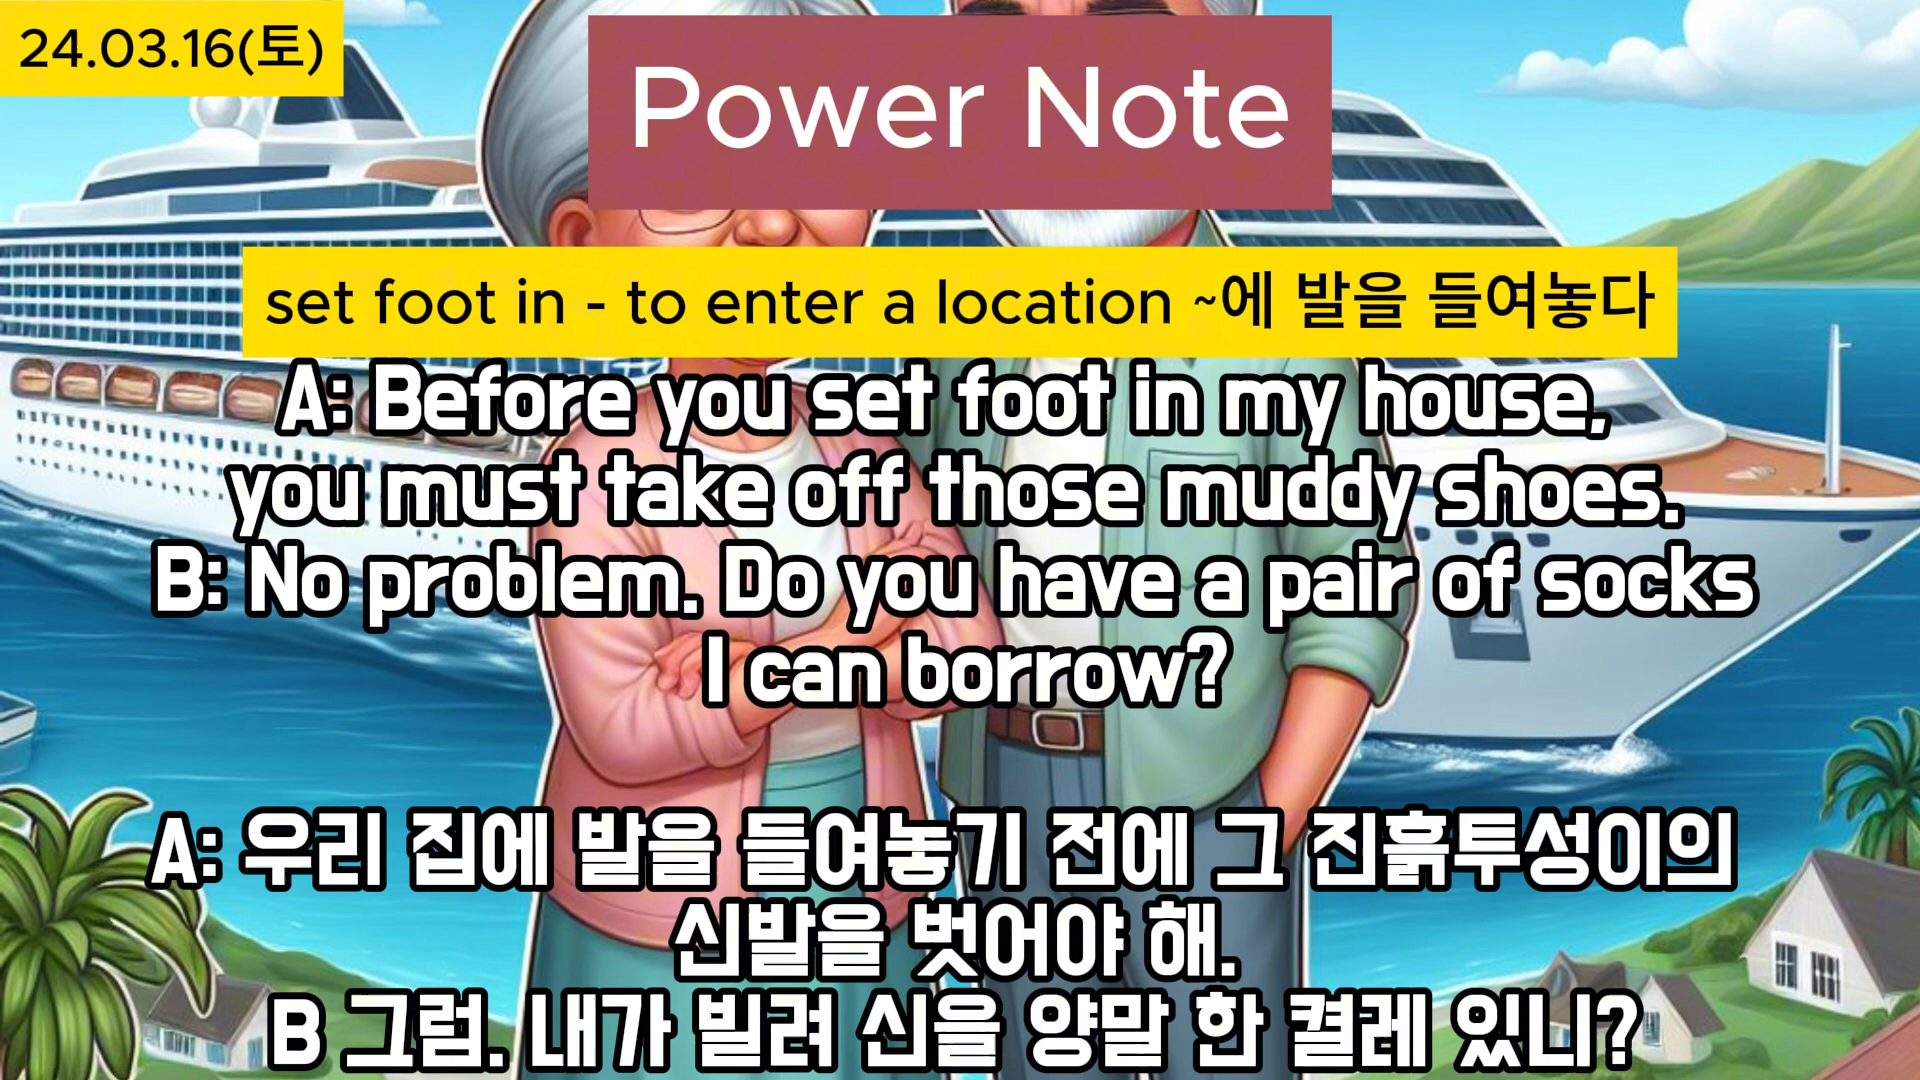 24.03.16(토)
Power Note
set foot in - to enter a location ~에 발을 들여놓다
A: Before you set foot in my house,
you must take off those muddy shoes.
B: No problem. Do you have a pair of socks
I can borrow?
A: 우리 집에 발을 들여놓기 전에 그 진흙투성이의
신발을 벗어야 해.
B 그럼. 내가 빌려 신을 양말 한 켤레 있니?